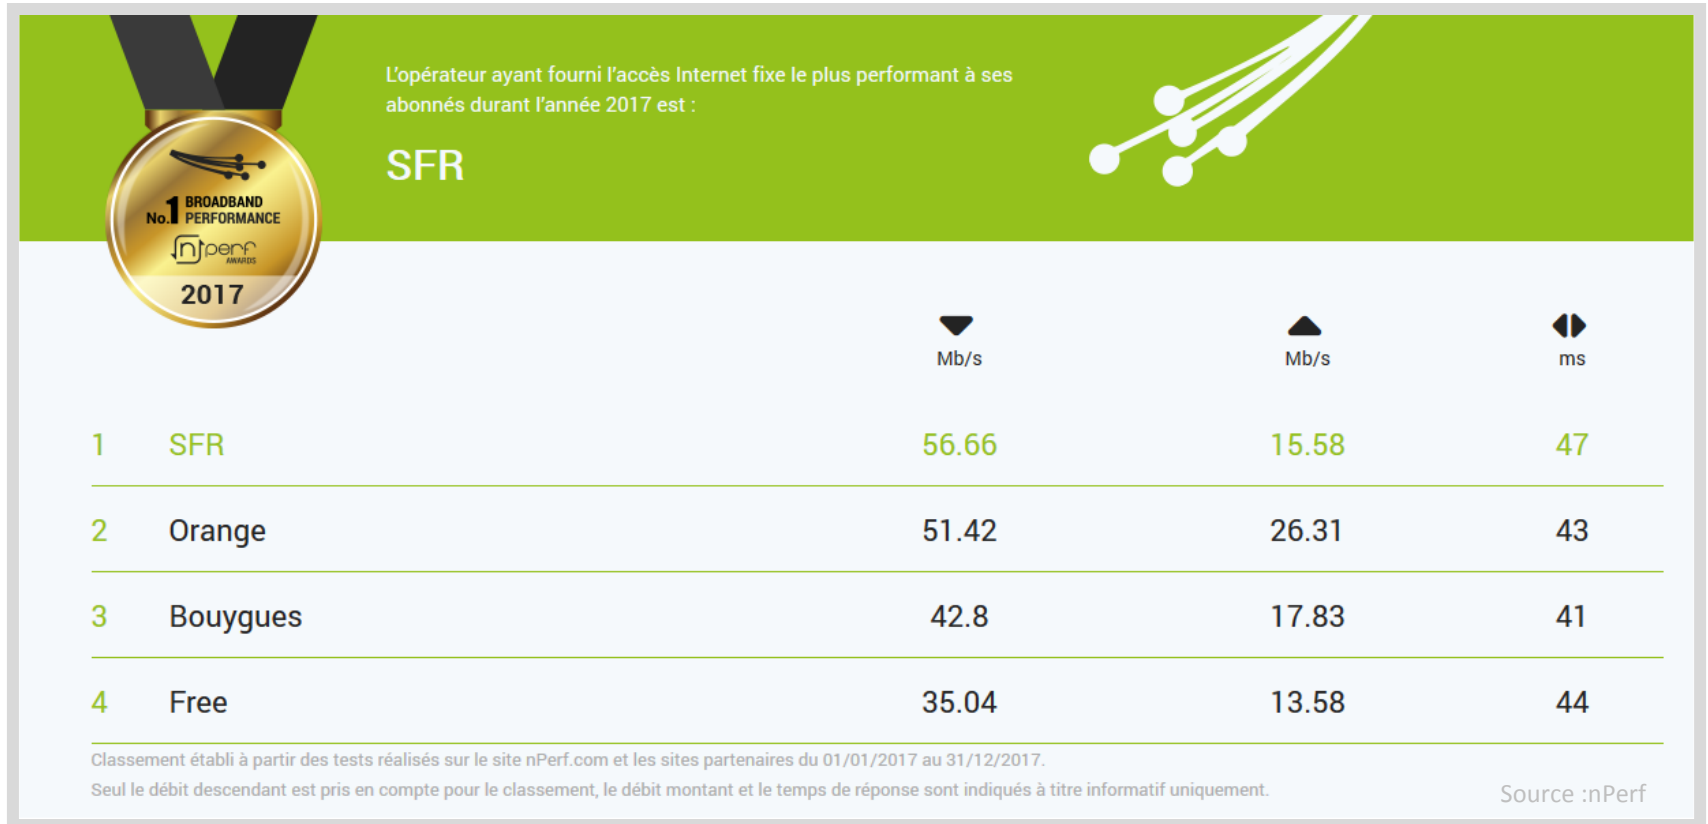 L'opérateur ayant fourni l'accès Internet fixe le plus performant à ses
abonnés durant l'année 2017 est :
SFR
No.1 BROADBAND
PERFORMANCE
nperf
AWARDS
2017
Mb/s Mb/s ms
1 SFR 56.66 15.58 47
2 Orange 51.42 26.31 43
3 Bouygues 42.8 17.83 41
4 Free 35.04 13.58 44
Classement établi à partir des tests réalisés sur le site nPerf.com et les sites partenaires du 01/01/2017 au 31/12/2017.
Seul le débit descendant est pris en compte pour le classement, le débit montant et le temps de réponse sont indiqués à titre informatif uniquement.
Source :nPerf